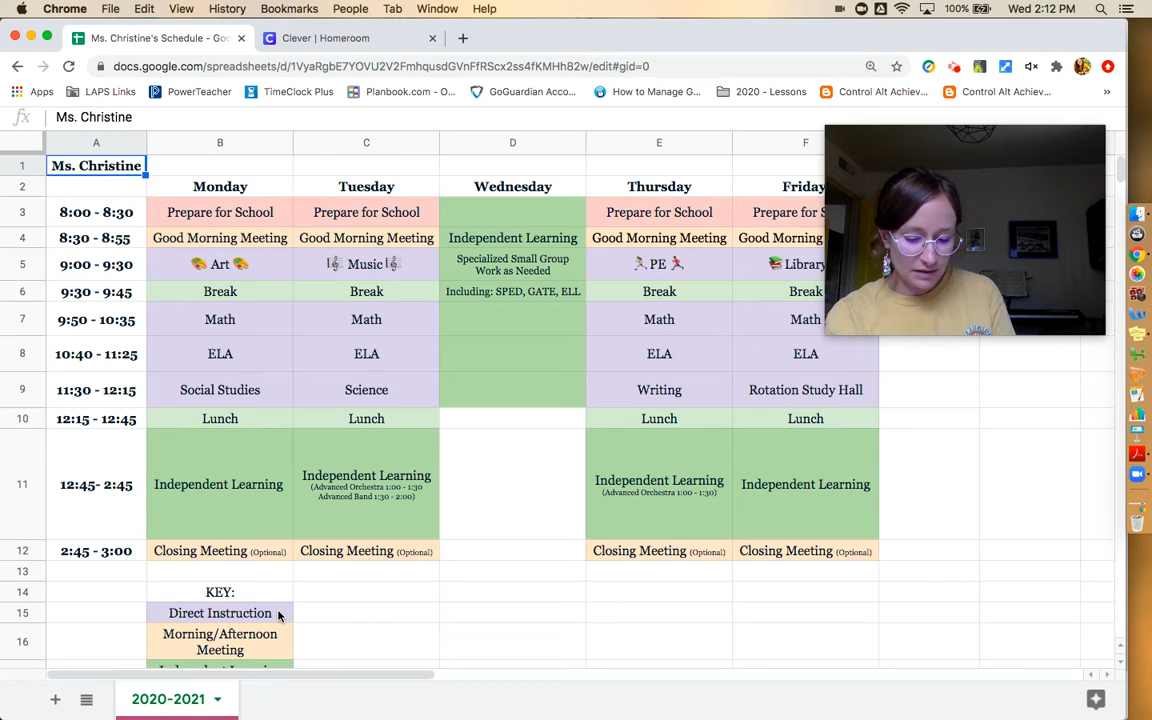 Chrome File Edit View History Bookmarks People Tab Window Help 100% Wed 2:12 PM
Ms. Christine's Schedule - Goo Clever | Homeroom
docs.google.com/spreadsheets/d/1VyaRgbE7YOVU2V2FmhqusdGVnFfRScx2ss4fKMHh82w/edit#gid=0
Apps LAPS Links PowerTeacher TimeClock Plus Planbook.com - O... GoGuardian Acco... How to Manage G... 2020 - Lessons Control Alt Achiev... Control Alt Achiev... »
fx Ms. Christine
A B C D E F
1 Ms. Christine
2 Monday Tuesday Wednesday Thursday Friday
3 8:00 - 8:30 Prepare for School Prepare for School Prepare for School Prepare for S
4 8:30 - 8:55 Good Morning Meeting Good Morning Meeting Independent Learning Good Morning Meeting Good Morning
5 9:00 - 9:30 🎨 Art 🎨 🎼 Music 🎼 Specialized Small Group 🏃 PE 🏃 📚 Library
Work as Needed
6 9:30 - 9:45 Break Break Including: SPED, GATE, ELL Break Break
7 9:50 - 10:35 Math Math Math Math
8 10:40 - 11:25 ELA ELA ELA ELA
9 11:30 - 12:15 Social Studies Science Writing Rotation Study Hall
10 12:15 - 12:45 Lunch Lunch Lunch Lunch
11 12:45- 2:45 Independent Learning Independent Learning Independent Learning Independent Learning
(Advanced Orchestra 1:00 - 1:30 (Advanced Orchestra 1:00 - 1:30)
Advanced Band 1:30 - 2:00)
12 2:45 - 3:00 Closing Meeting (Optional) Closing Meeting (Optional) Closing Meeting (Optional) Closing Meeting (Optional)
13
14 KEY:
15 Direct Instruction
16 Morning/Afternoon
Meeting
2020-2021